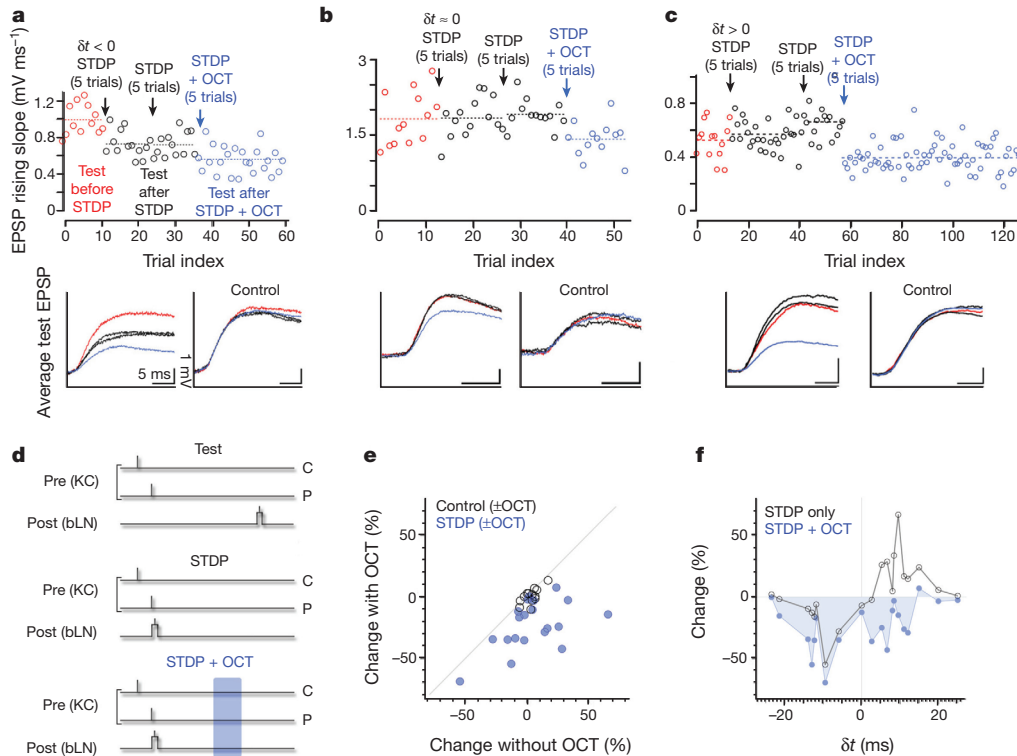 a
δt < 0
STDP
(5 trials)
STDP
(5 trials)
STDP
+ OCT
(5 trials)
EPSP rising slope (mV ms⁻¹)
1.2
0.8
0.4
0
Test
before
STDP
Test
after
STDP
Test after
STDP + OCT
0 10 20 30 40 50 60
Trial index
b
δt ≈ 0
STDP
(5 trials)
STDP
(5 trials)
STDP
+ OCT
(5 trials)
3
1.5
0
0 10 20 30 40 50
Trial index
c
δt > 0
STDP
(5 trials)
STDP
(5 trials)
STDP
+ OCT
(5 trials)
0.8
0.4
0
0 20 40 60 80 100 120
Trial index
Average test EPSP
5 ms
1 mV
Control
Control
Control
d
Test
Pre (KC)
C
P
Post (bLN)
STDP
Pre (KC)
C
P
Post (bLN)
STDP + OCT
Pre (KC)
C
P
Post (bLN)
e
Control (±OCT)
STDP (±OCT)
Change with OCT (%)
50
0
−50
−50 0 50
Change without OCT (%)
f
STDP only
STDP + OCT
Change (%)
50
0
−50
−20 0 20
δt (ms)